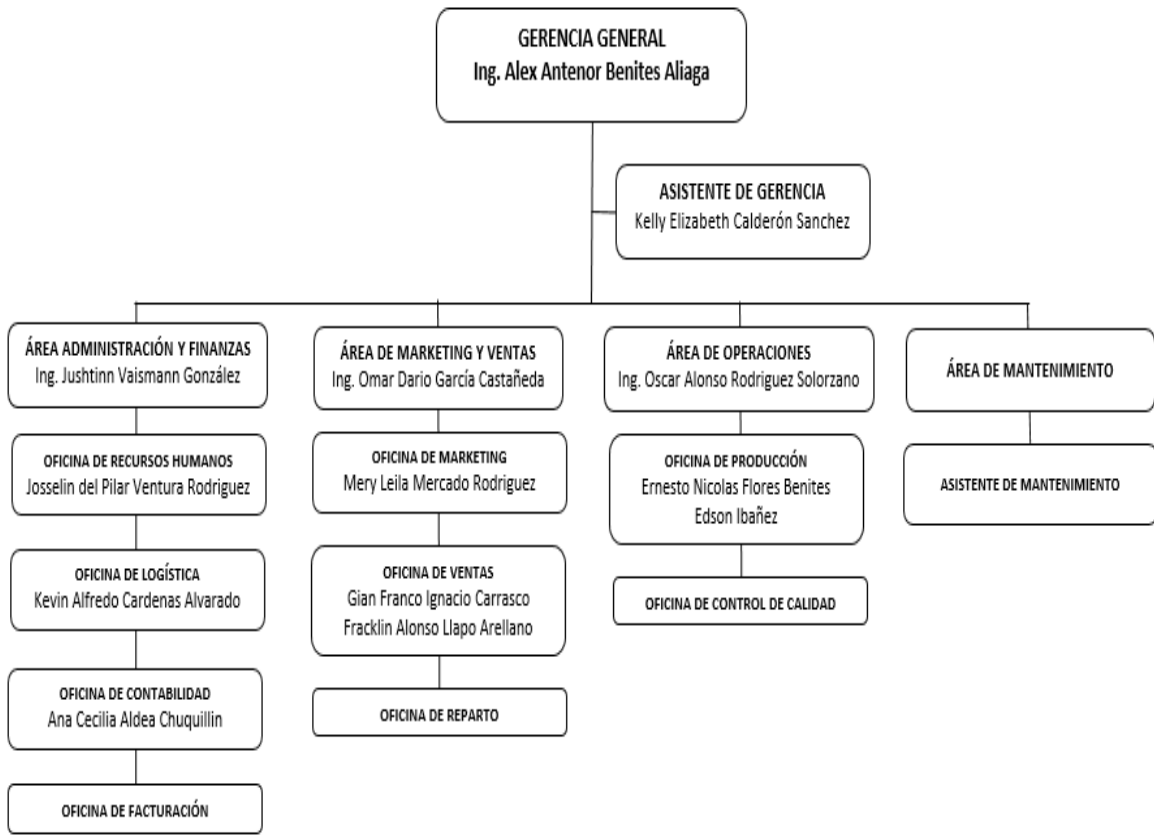 GERENCIA GENERAL
Ing. Alex Antenor Benites Aliaga
ASISTENTE DE GERENCIA
Kelly Elizabeth Calderón Sanchez
ÁREA ADMINISTRACIÓN Y FINANZAS
Ing. Jushtinn Vaismann González
OFICINA DE RECURSOS HUMANOS
Josselin del Pilar Ventura Rodriguez
OFICINA DE LOGÍSTICA
Kevin Alfredo Cardenas Alvarado
OFICINA DE CONTABILIDAD
Ana Cecilia Aldea Chuquillin
OFICINA DE FACTURACIÓN
ÁREA DE MARKETING Y VENTAS
Ing. Omar Dario García Castañeda
OFICINA DE MARKETING
Mery Leila Mercado Rodriguez
OFICINA DE VENTAS
Gian Franco Ignacio Carrasco
Fracklin Alonso Llapo Arellano
OFICINA DE REPARTO
ÁREA DE OPERACIONES
Ing. Oscar Alonso Rodriguez Solorzano
OFICINA DE PRODUCCIÓN
Ernesto Nicolas Flores Benites
Edson Ibañez
OFICINA DE CONTROL DE CALIDAD
ÁREA DE MANTENIMIENTO
ASISTENTE DE MANTENIMIENTO